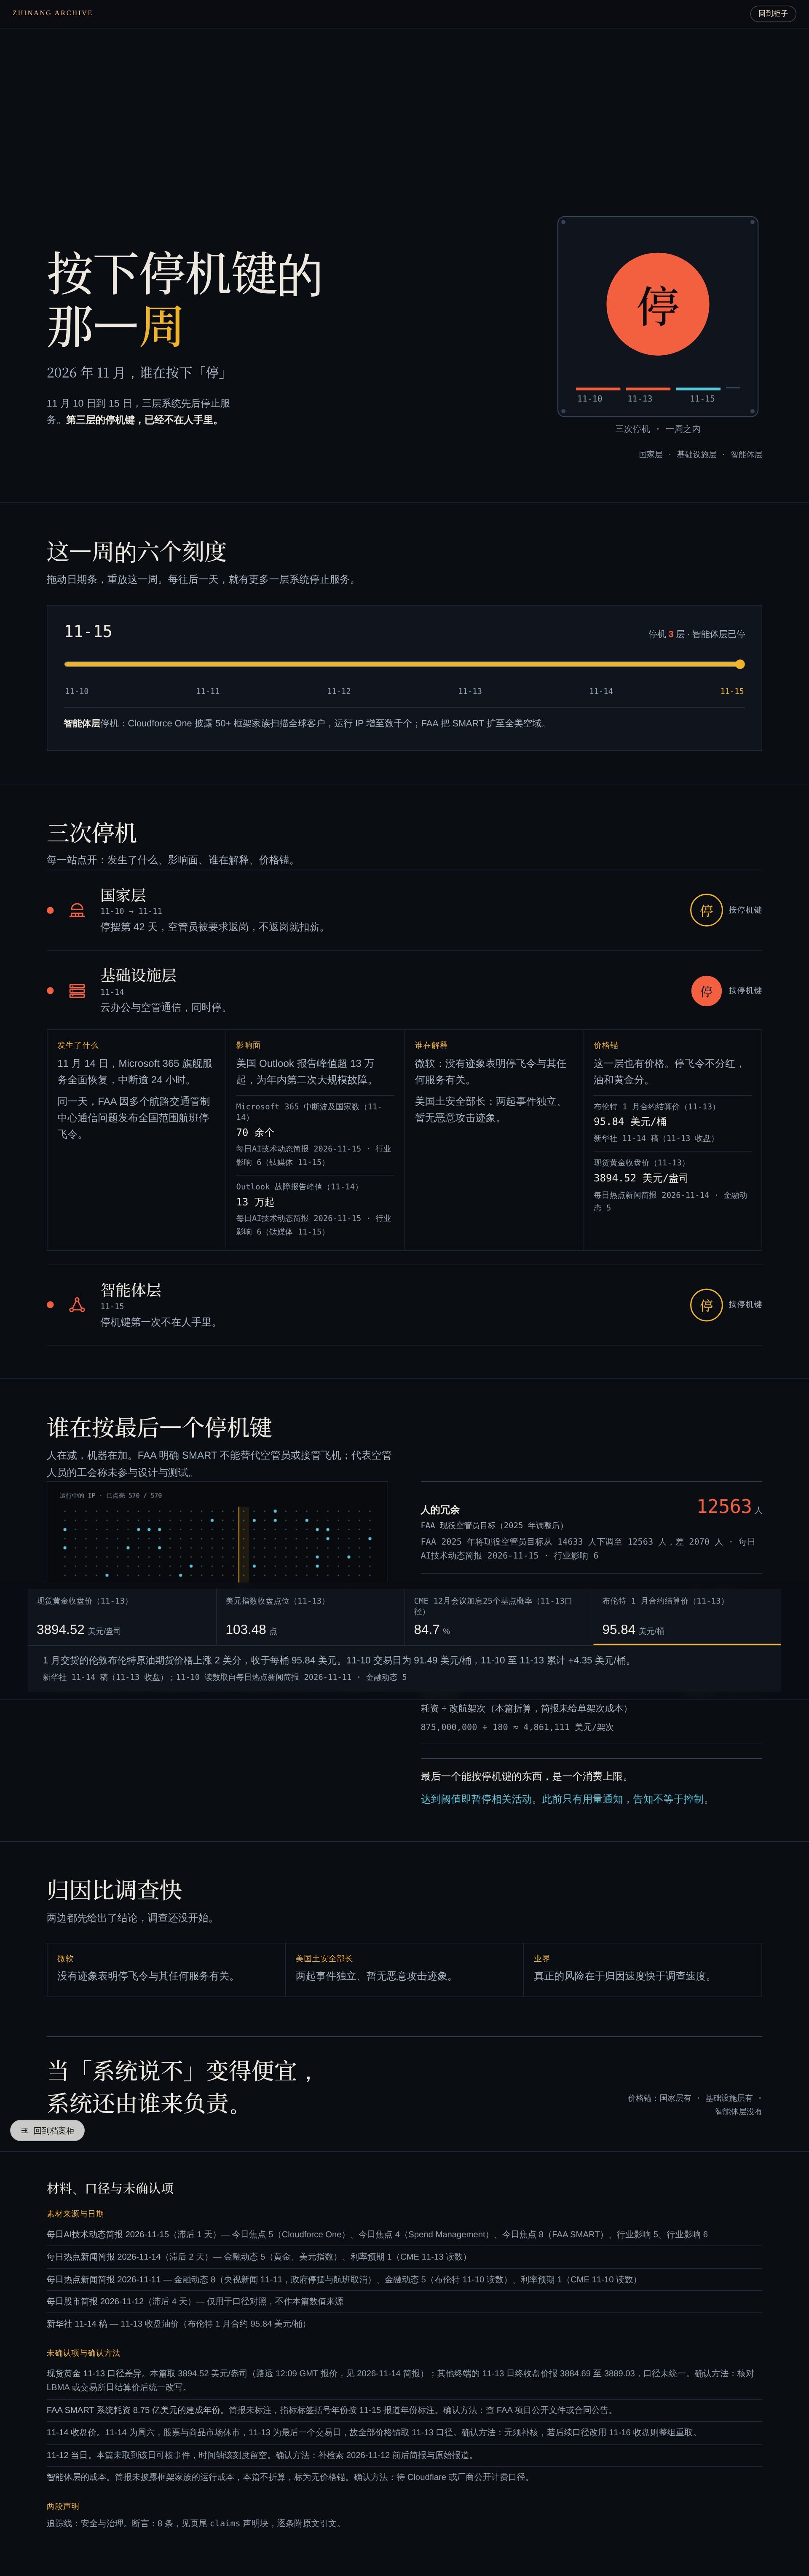 ZHINANG ARCHIVE
回到柜子
按下停机键的
那一周
2026 年 11 月，谁在按下「停」
11 月 10 日到 15 日，三层系统先后停止服
务。第三层的停机键，已经不在人手里。
停
11-10 11-13 11-15
三次停机 · 一周之内
国家层 · 基础设施层 · 智能体层
这一周的六个刻度
拖动日期条，重放这一周。每往后一天，就有更多一层系统停止服务。
11-15
停机 3 层 · 智能体层已停
11-10 11-11 11-12 11-13 11-14 11-15
智能体层停机：Cloudforce One 披露 50+ 框架家族扫描全球客户，运行 IP 增至数千个；FAA 把 SMART 扩至全美空域。
三次停机
每一站点开：发生了什么、影响面、谁在解释、价格锚。
国家层
11-10 → 11-11
停摆第 42 天，空管员被要求返岗，不返岗就扣薪。
停 按停机键
基础设施层
11-14
云办公与空管通信，同时停。
停 按停机键
发生了什么
11 月 14 日，Microsoft 365 旗舰服
务全面恢复，中断逾 24 小时。
同一天，FAA 因多个航路交通管制
中心通信问题发布全国范围航班停
飞令。
影响面
美国 Outlook 报告峰值超 13 万
起，为年内第二次大规模故障。
Microsoft 365 中断波及国家数（11-
14）
70 余个
每日AI技术动态简报 2026-11-15 · 行业
影响 6（钛媒体 11-15）
Outlook 故障报告峰值（11-14）
13 万起
每日AI技术动态简报 2026-11-15 · 行业
影响 6（钛媒体 11-15）
谁在解释
微软：没有迹象表明停飞令与其任
何服务有关。
美国土安全部长：两起事件独立、
暂无恶意攻击迹象。
价格锚
这一层也有价格。停飞令不分红，
油和黄金分。
布伦特 1 月合约结算价（11-13）
95.84 美元/桶
新华社 11-14 稿（11-13 收盘）
现货黄金收盘价（11-13）
3894.52 美元/盎司
每日热点新闻简报 2026-11-14 · 金融动
态 5
智能体层
11-15
停机键第一次不在人手里。
停 按停机键
谁在按最后一个停机键
人在减，机器在加。FAA 明确 SMART 不能替代空管员或接管飞机；代表空管
人员的工会称未参与设计与测试。
运行中的 IP · 已点亮 570 / 570
人的冗余
12563 人
FAA 现役空管员目标（2025 年调整后）
FAA 2025 年将现役空管员目标从 14633 人下调至 12563 人，差 2070 人 · 每日
AI技术动态简报 2026-11-15 · 行业影响 6
现货黄金收盘价（11-13）
3894.52 美元/盎司
美元指数收盘点位（11-13）
103.48 点
CME 12月会议加息25个基点概率（11-13口
径）
84.7 %
布伦特 1 月合约结算价（11-13）
95.84 美元/桶
1 月交货的伦敦布伦特原油期货价格上涨 2 美分，收于每桶 95.84 美元。11-10 交易日为 91.49 美元/桶，11-10 至 11-13 累计 +4.35 美元/桶。
新华社 11-14 稿（11-13 收盘）；11-10 读数取自每日热点新闻简报 2026-11-11 · 金融动态 5
耗资 ÷ 改航架次（本篇折算，简报未给单架次成本）
875,000,000 ÷ 180 ≈ 4,861,111 美元/架次
最后一个能按停机键的东西，是一个消费上限。
达到阈值即暂停相关活动。此前只有用量通知，告知不等于控制。
归因比调查快
两边都先给出了结论，调查还没开始。
微软
没有迹象表明停飞令与其任何服务有关。
美国土安全部长
两起事件独立、暂无恶意攻击迹象。
业界
真正的风险在于归因速度快于调查速度。
当「系统说不」变得便宜，
系统还由谁来负责。
价格锚：国家层有 · 基础设施层有 ·
智能体层没有
回到档案柜
材料、口径与未确认项
素材来源与日期
每日AI技术动态简报 2026-11-15（滞后 1 天）— 今日焦点 5（Cloudforce One）、今日焦点 4（Spend Management）、今日焦点 8（FAA SMART）、行业影响 5、行业影响 6
每日热点新闻简报 2026-11-14（滞后 2 天）— 金融动态 5（黄金、美元指数）、利率预期 1（CME 11-13 读数）
每日热点新闻简报 2026-11-11 — 金融动态 8（央视新闻 11-11，政府停摆与航班取消）、金融动态 5（布伦特 11-10 读数）、利率预期 1（CME 11-10 读数）
每日股市简报 2026-11-12（滞后 4 天）— 仅用于口径对照，不作本篇数值来源
新华社 11-14 稿 — 11-13 收盘油价（布伦特 1 月合约 95.84 美元/桶）
未确认项与确认方法
现货黄金 11-13 口径差异。本篇取 3894.52 美元/盎司（路透 12:09 GMT 报价，见 2026-11-14 简报）；其他终端的 11-13 日终收盘价报 3884.69 至 3889.03，口径未统一。确认方法：核对
LBMA 或交易所日结算价后统一改写。
FAA SMART 系统耗资 8.75 亿美元的建成年份。简报未标注，指标标签括号年份按 11-15 报道年份标注。确认方法：查 FAA 项目公开文件或合同公告。
11-14 收盘价。11-14 为周六，股票与商品市场休市，11-13 为最后一个交易日，故全部价格锚取 11-13 口径。确认方法：无须补核，若后续口径改用 11-16 收盘则整组重取。
11-12 当日。本篇未取到该日可核事件，时间轴该刻度留空。确认方法：补检索 2026-11-12 前后简报与原始报道。
智能体层的成本。简报未披露框架家族的运行成本，本篇不折算，标为无价格锚。确认方法：待 Cloudflare 或厂商公开计费口径。
两段声明
追踪线：安全与治理。断言：8 条，见页尾 claims 声明块，逐条附原文引文。